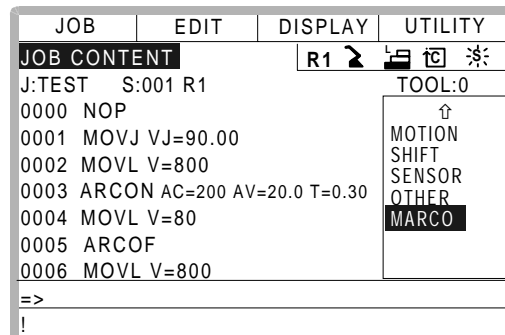 JOB EDIT DISPLAY UTILITY
JOB CONTENT R1 L C S
J:TEST S:001 R1 TOOL:0
0000 NOP
0001 MOVJ VJ=90.00
0002 MOVL V=800
0003 ARCON AC=200 AV=20.0 T=0.30
0004 MOVL V=80
0005 ARCOF
0006 MOVL V=800
⇧
MOTION
SHIFT
SENSOR
OTHER
MARCO
=>
!